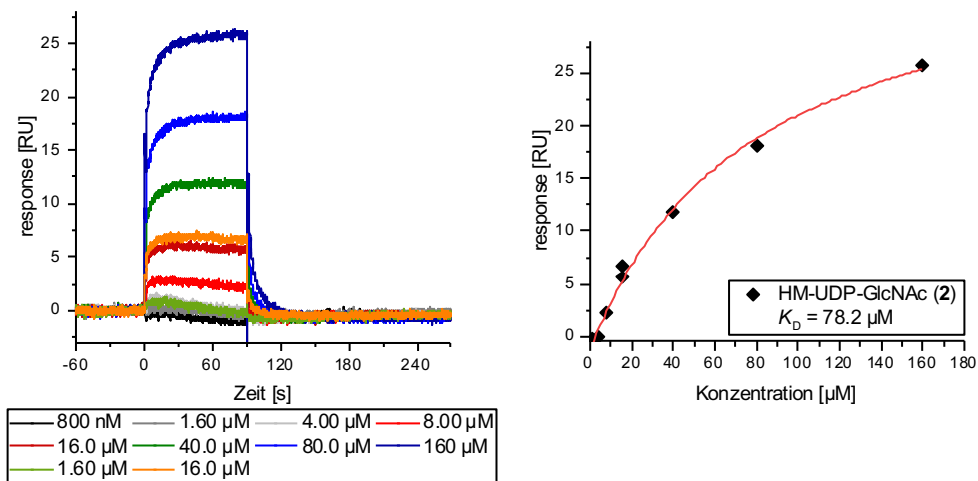 25
20
15
10
5
0
response [RU]
-60 0 60 120 180 240
Zeit [s]
800 nM 1.60 µM 4.00 µM 8.00 µM
16.0 µM 40.0 µM 80.0 µM 160 µM
1.60 µM 16.0 µM
25
20
15
10
5
0
response [RU]
HM-UDP-GlcNAc (2)
KD = 78.2 µM
0 20 40 60 80 100 120 140 160 180
Konzentration [µM]